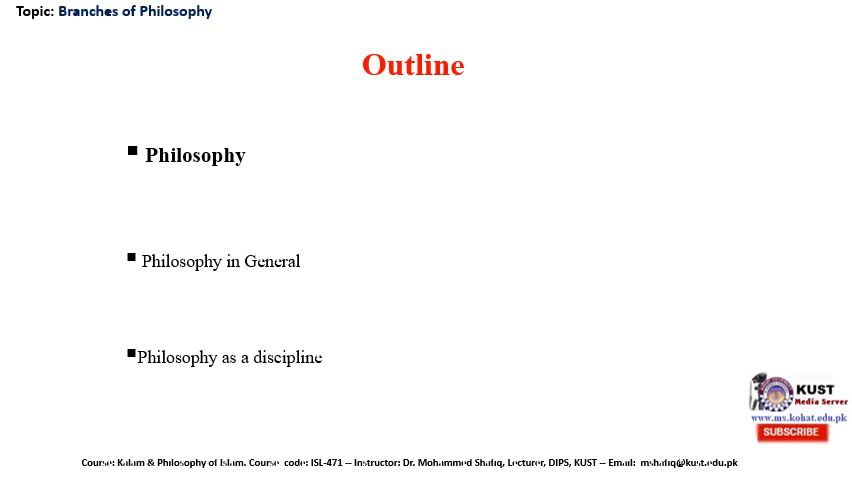 Topic: Branches of Philosophy
Outline
▪ Philosophy
▪ Philosophy in General
▪Philosophy as a discipline
KUST
Media Server
www.ms.kohat.edu.pk
SUBSCRIBE
Course: Kalam & Philosophy of Islam. Course code: ISL-471 -- Instructor: Dr. Mohammed Shafiq, Lecturer, DIPS, KUST -- Email: mshafiq@kust.edu.pk